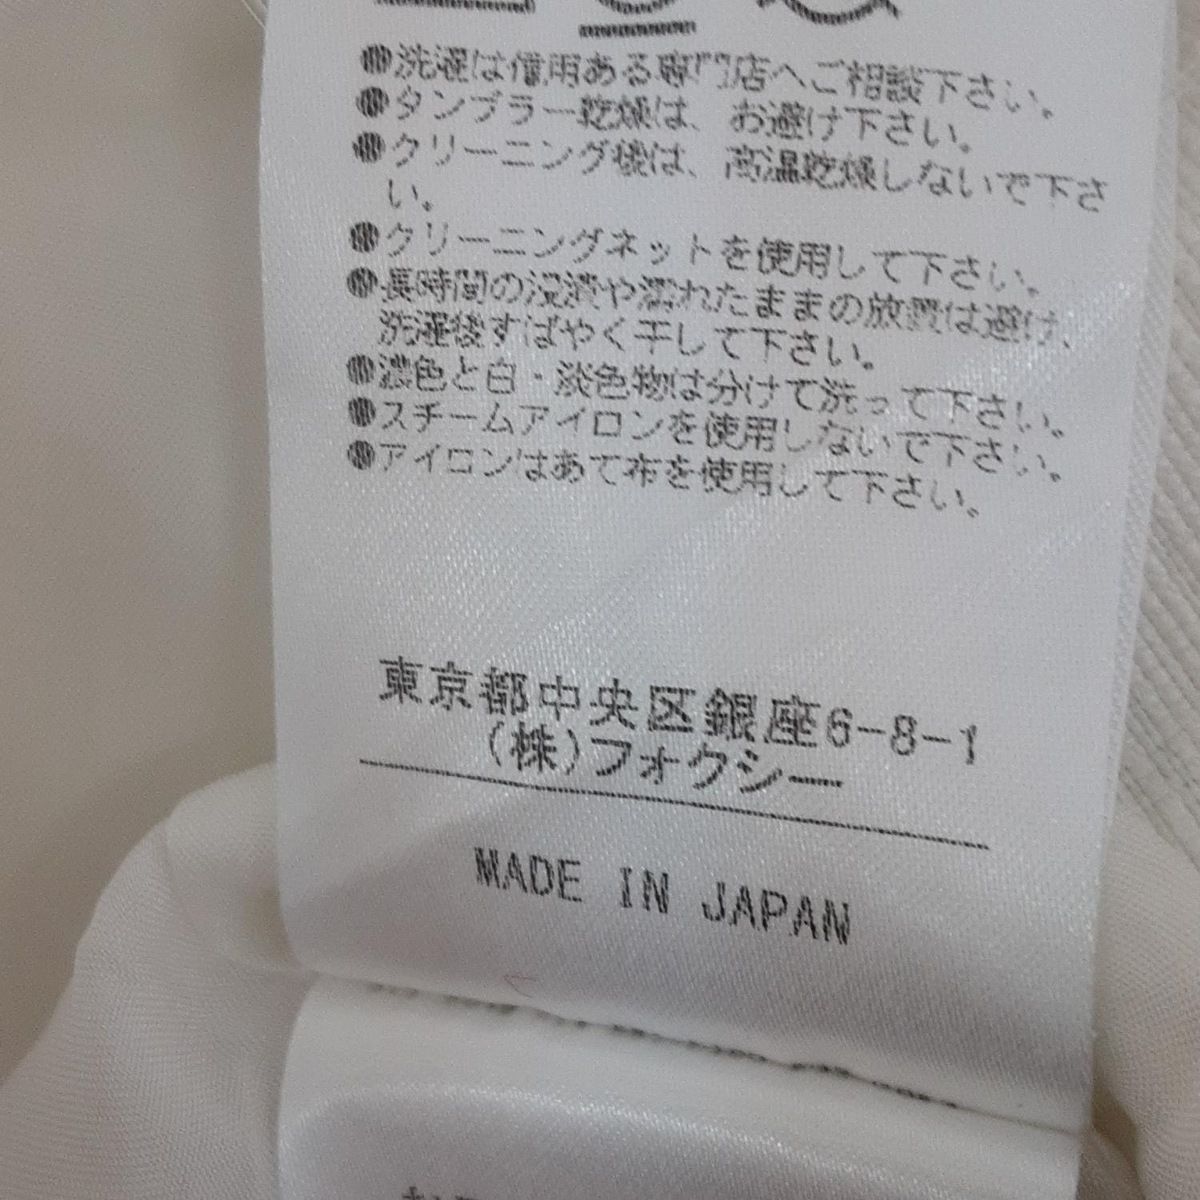 ●洗濯は信用ある専門店へご相談下さい。
●タンブラー乾燥は、お避け下さい。
●クリーニング後は、高温乾燥しないで下さ
い。
●クリーニングネットを使用して下さい。
●長時間の浸漬や濡れたままの放置は避け、
洗濯後すばやく干して下さい。
●濃色と白・淡色物は分けて洗って下さい。
●スチームアイロンを使用しないで下さい。
●アイロンはあて布を使用して下さい。
東京都中央区銀座6-8-1
(株)フォクシー
MADE IN JAPAN